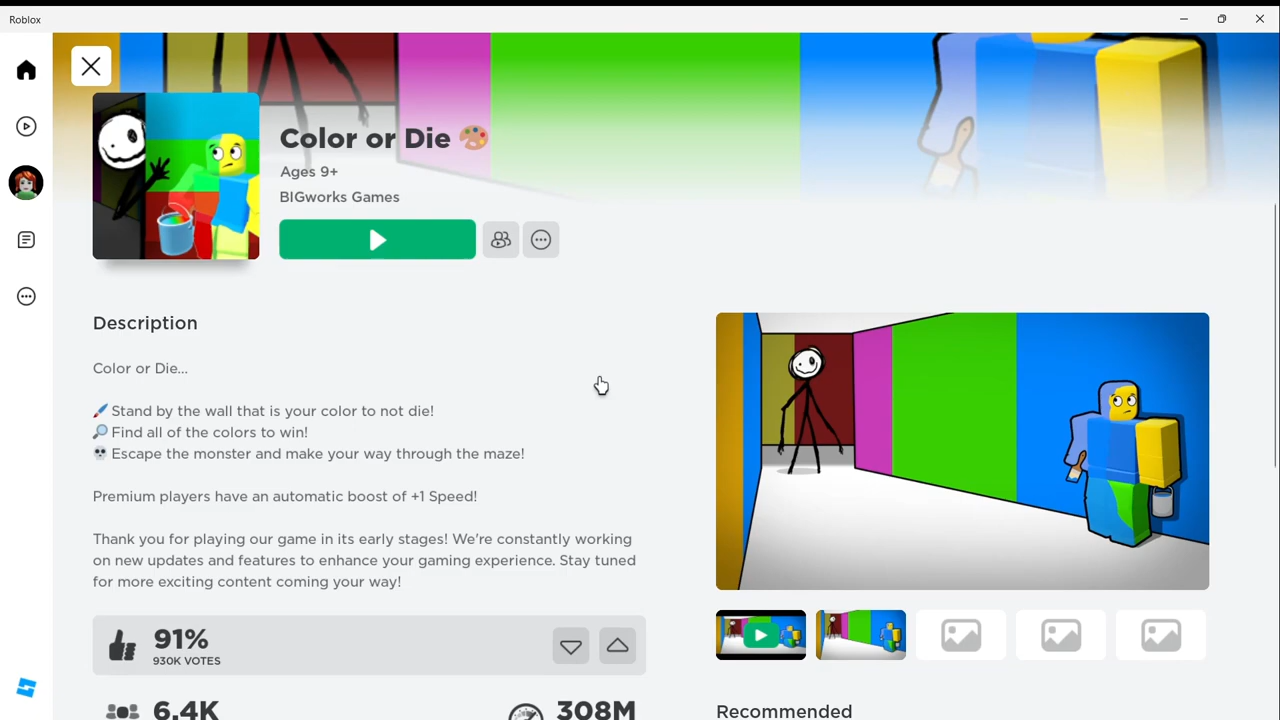 Roblox
Color or Die 🎨
Ages 9+
BIGworks Games
Description
Color or Die...
🖌️ Stand by the wall that is your color to not die!
🔎 Find all of the colors to win!
💀 Escape the monster and make your way through the maze!
Premium players have an automatic boost of +1 Speed!
Thank you for playing our game in its early stages! We're constantly working
on new updates and features to enhance your gaming experience. Stay tuned
for more exciting content coming your way!
91%
930K VOTES
6.4K
308M
Recommended